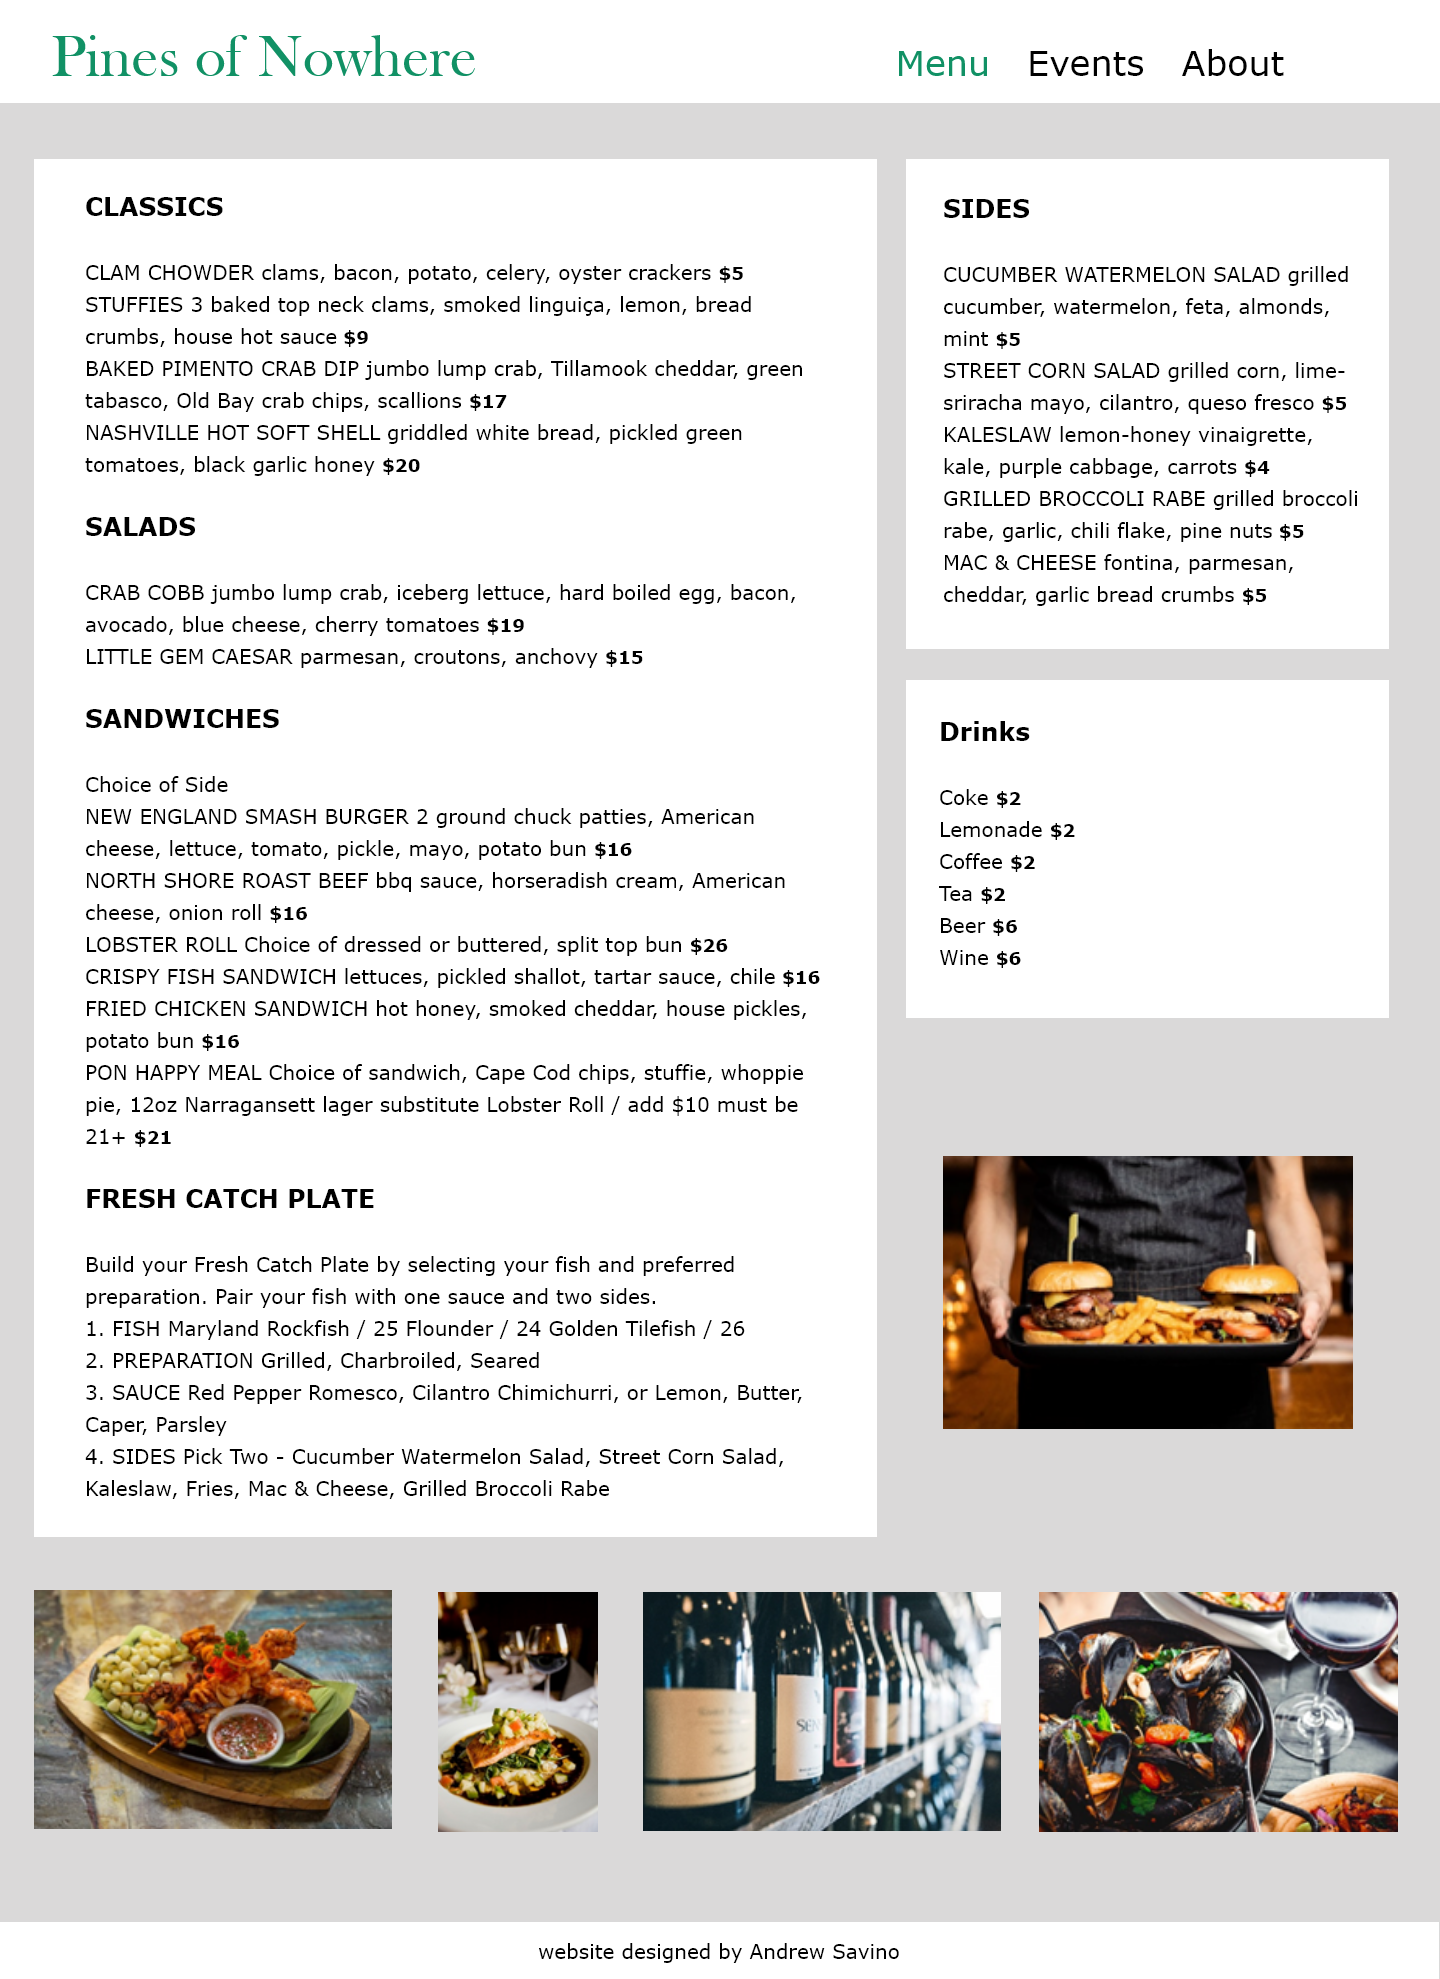 Pines of Nowhere
Menu Events About
CLASSICS
CLAM CHOWDER clams, bacon, potato, celery, oyster crackers $5
STUFFIES 3 baked top neck clams, smoked linguiça, lemon, bread
crumbs, house hot sauce $9
BAKED PIMENTO CRAB DIP jumbo lump crab, Tillamook cheddar, green
tabasco, Old Bay crab chips, scallions $17
NASHVILLE HOT SOFT SHELL griddled white bread, pickled green
tomatoes, black garlic honey $20
SALADS
CRAB COBB jumbo lump crab, iceberg lettuce, hard boiled egg, bacon,
avocado, blue cheese, cherry tomatoes $19
LITTLE GEM CAESAR parmesan, croutons, anchovy $15
SANDWICHES
Choice of Side
NEW ENGLAND SMASH BURGER 2 ground chuck patties, American
cheese, lettuce, tomato, pickle, mayo, potato bun $16
NORTH SHORE ROAST BEEF bbq sauce, horseradish cream, American
cheese, onion roll $16
LOBSTER ROLL Choice of dressed or buttered, split top bun $26
CRISPY FISH SANDWICH lettuces, pickled shallot, tartar sauce, chile $16
FRIED CHICKEN SANDWICH hot honey, smoked cheddar, house pickles,
potato bun $16
PON HAPPY MEAL Choice of sandwich, Cape Cod chips, stuffie, whoppie
pie, 12oz Narragansett lager substitute Lobster Roll / add $10 must be
21+ $21
FRESH CATCH PLATE
Build your Fresh Catch Plate by selecting your fish and preferred
preparation. Pair your fish with one sauce and two sides.
1. FISH Maryland Rockfish / 25 Flounder / 24 Golden Tilefish / 26
2. PREPARATION Grilled, Charbroiled, Seared
3. SAUCE Red Pepper Romesco, Cilantro Chimichurri, or Lemon, Butter,
Caper, Parsley
4. SIDES Pick Two - Cucumber Watermelon Salad, Street Corn Salad,
Kaleslaw, Fries, Mac & Cheese, Grilled Broccoli Rabe
SIDES
CUCUMBER WATERMELON SALAD grilled
cucumber, watermelon, feta, almonds,
mint $5
STREET CORN SALAD grilled corn, lime-
sriracha mayo, cilantro, queso fresco $5
KALESLAW lemon-honey vinaigrette,
kale, purple cabbage, carrots $4
GRILLED BROCCOLI RABE grilled broccoli
rabe, garlic, chili flake, pine nuts $5
MAC & CHEESE fontina, parmesan,
cheddar, garlic bread crumbs $5
Drinks
Coke $2
Lemonade $2
Coffee $2
Tea $2
Beer $6
Wine $6
website designed by Andrew Savino